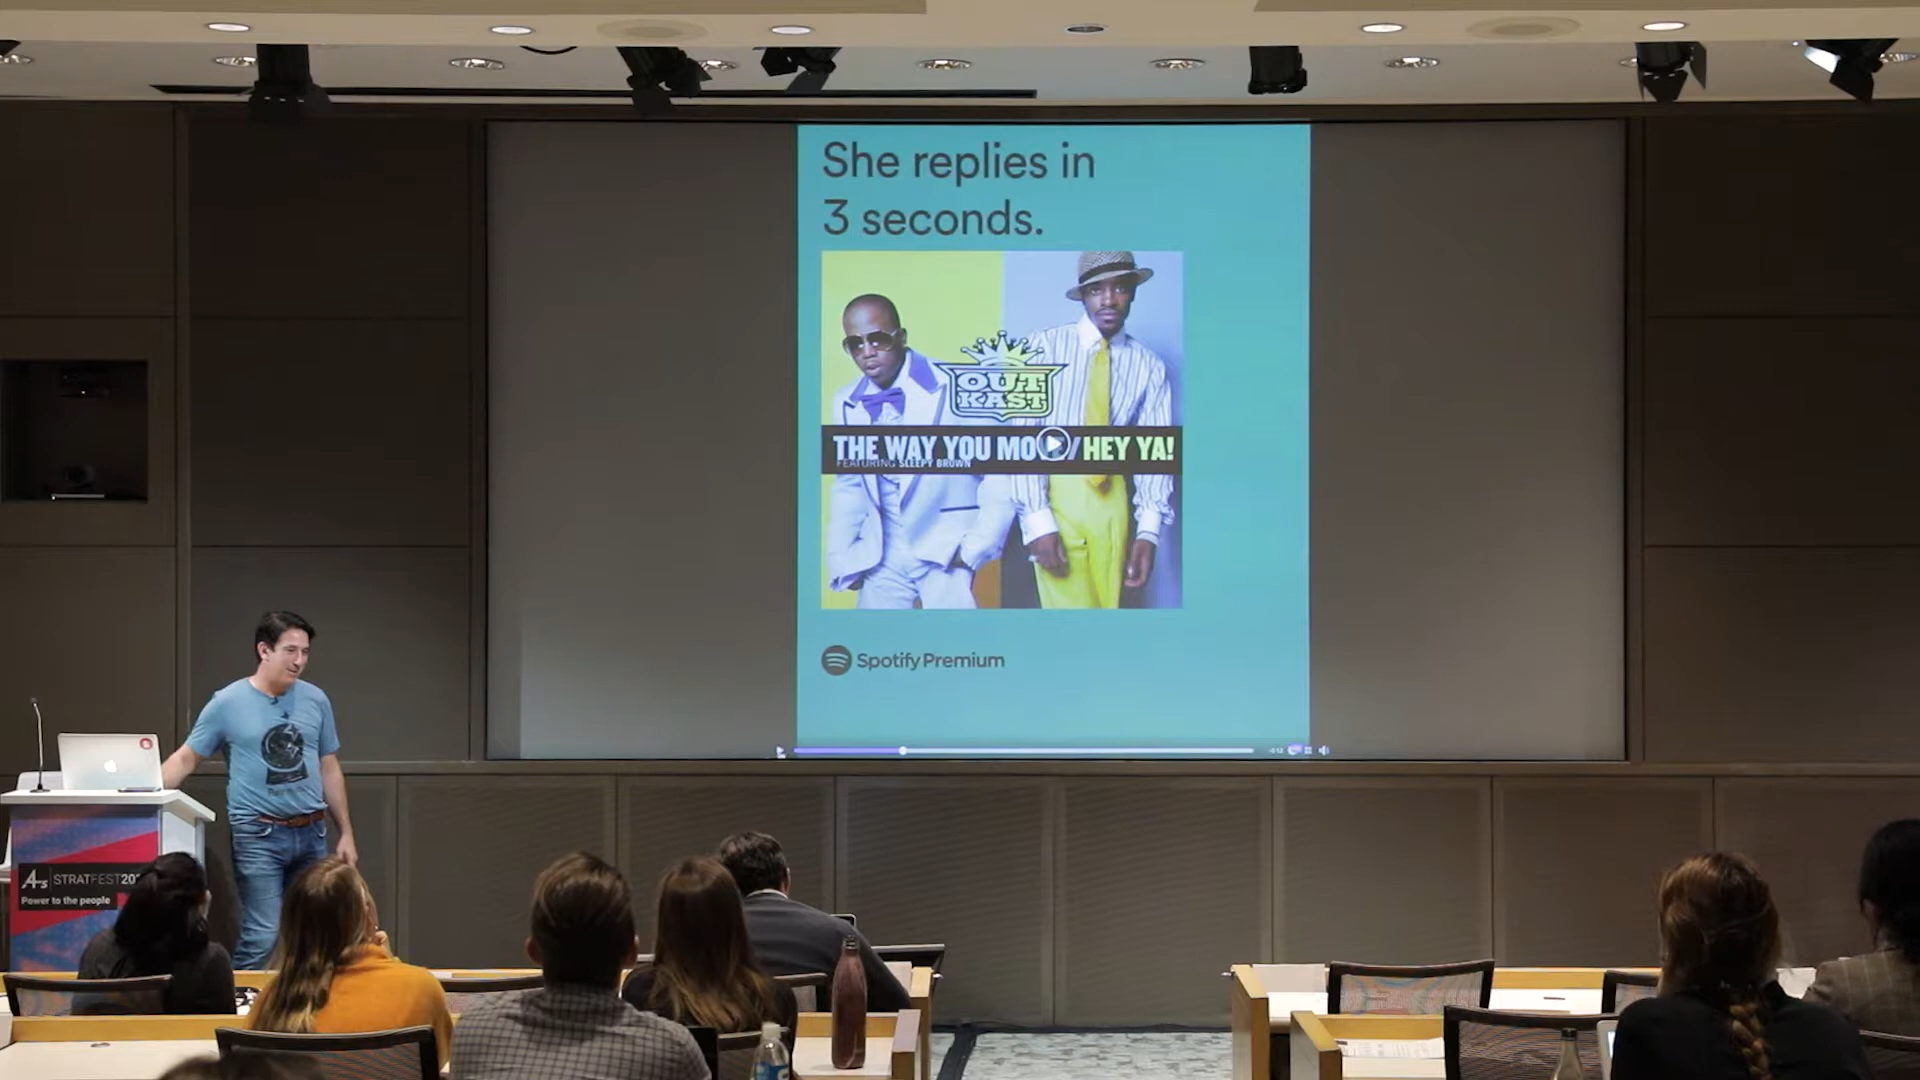 She replies in
3 seconds.
OUT
KAST
THE WAY YOU MO / HEY YA!
FEATURING SLEEPY BROWN
Spotify Premium
STRATFEST20
Power to the people